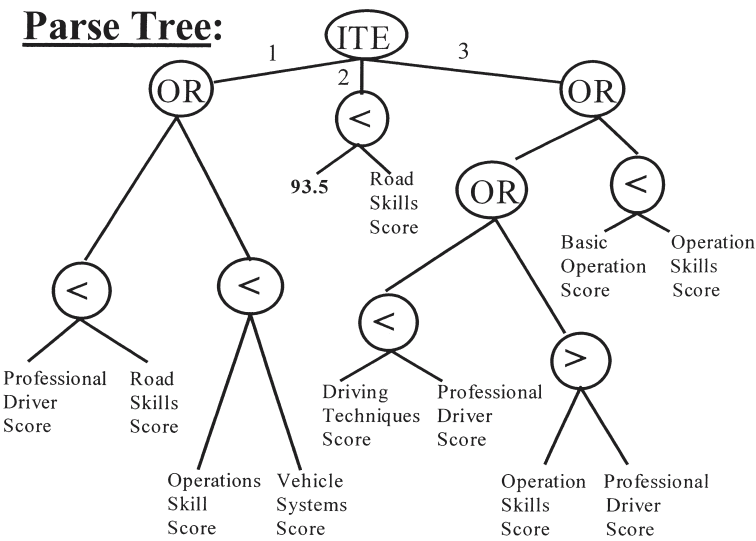 Parse Tree:
ITE
1
2
3
OR
<
OR
93.5
Road
Skills
Score
OR
<
Basic
Operation
Score
Operation
Skills
Score
<
<
<
>
Professional
Driver
Score
Road
Skills
Score
Driving
Techniques
Score
Professional
Driver
Score
Operations
Skill
Score
Vehicle
Systems
Score
Operation
Skills
Score
Professional
Driver
Score